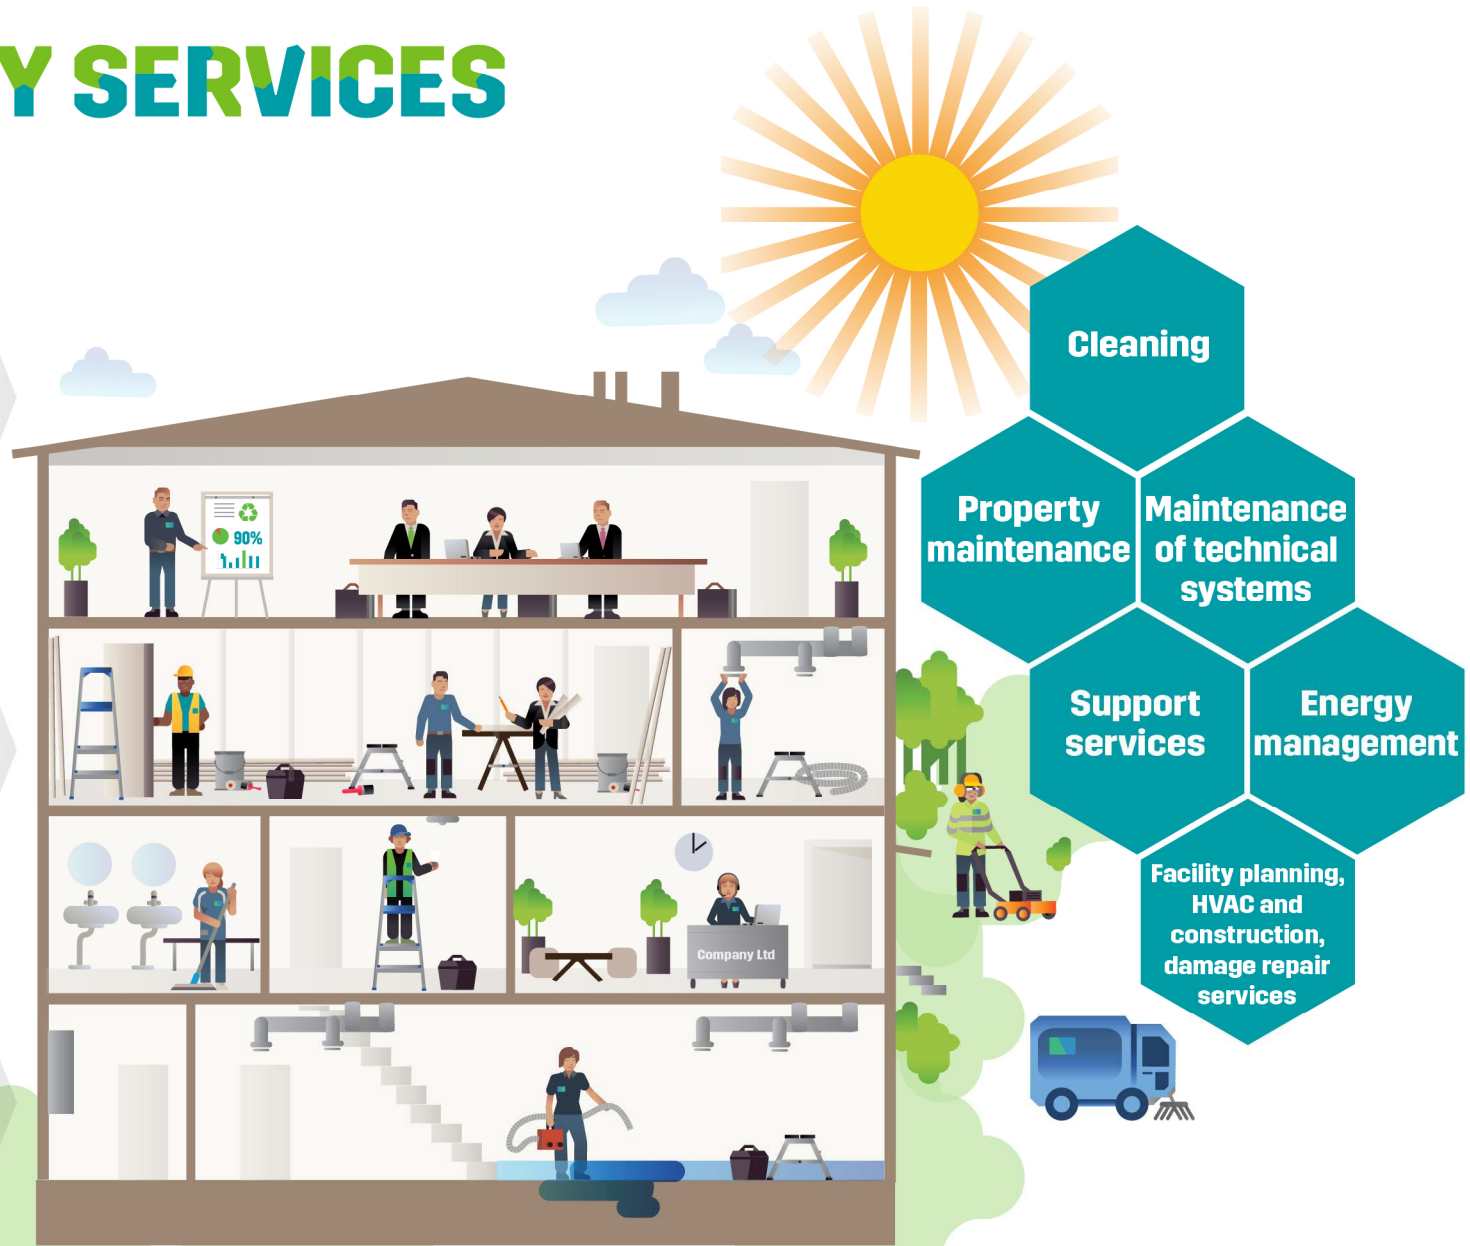 Y SERVICES
Cleaning
Property
maintenance
Maintenance
of technical
systems
Support
services
Energy
management
Facility planning,
HVAC and
construction,
damage repair
services
90%
Company Ltd